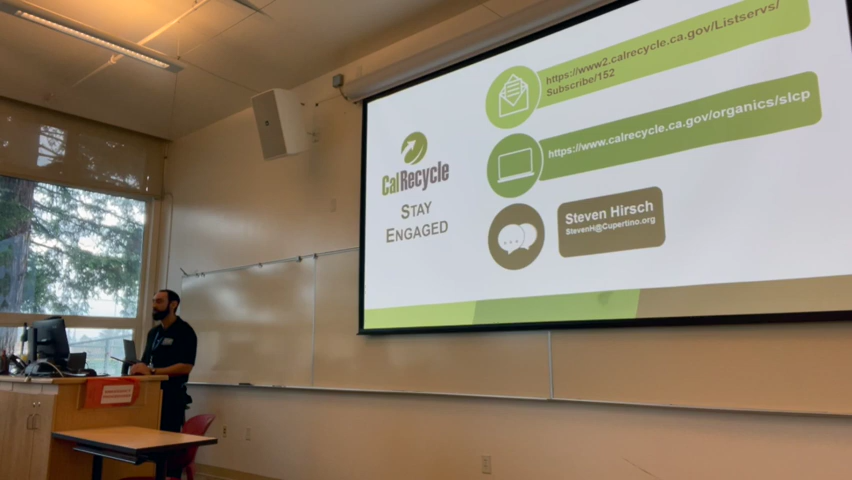 https://www2.calrecycle.ca.gov/Listservs/
Subscribe/152
https://www.calrecycle.ca.gov/organics/slcp
CalRecycle
STAY
ENGAGED
Steven Hirsch
StevenH@Cupertino.org